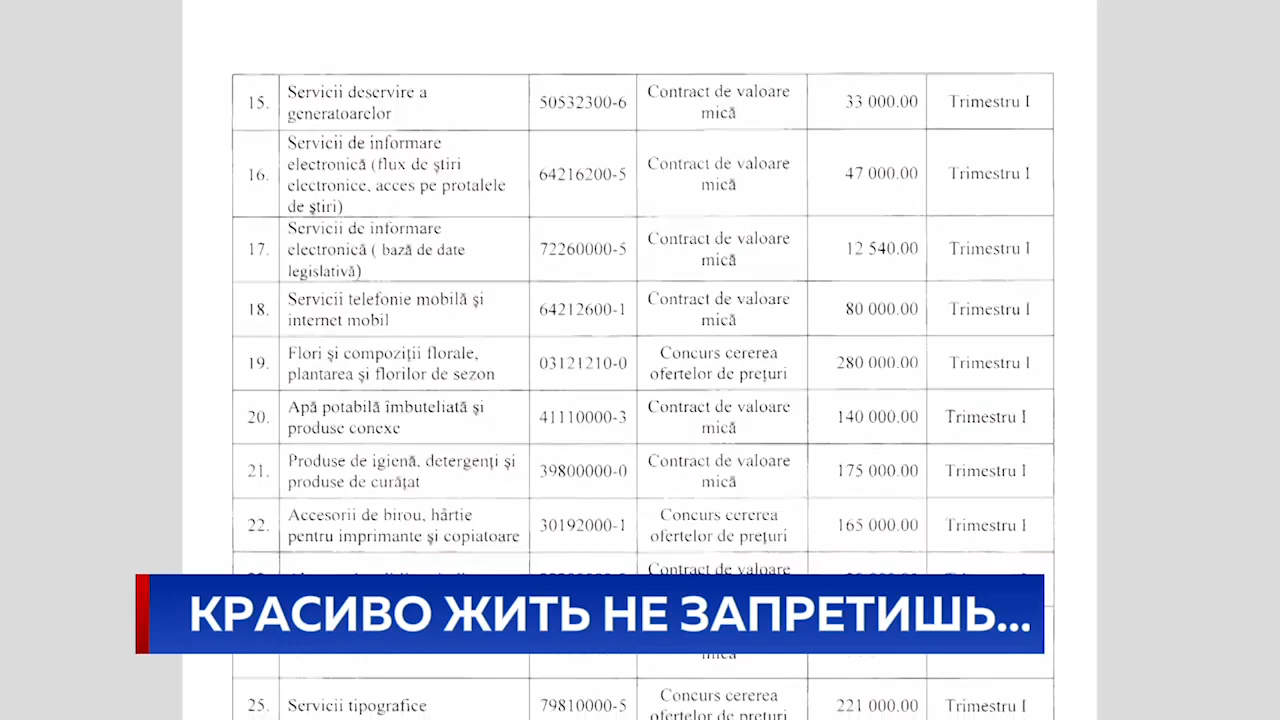 15. Servicii deservire a generatoarelor 50532300-6 Contract de valoare mică 33 000.00 Trimestru I
16. Servicii de informare electronică (flux de ştiri electronice, acces pe protalele de ştiri) 64216200-5 Contract de valoare mică 47 000.00 Trimestru I
17. Servicii de informare electronică ( bază de date legislativă) 72260000-5 Contract de valoare mică 12 540.00 Trimestru I
18. Servicii telefonie mobilă şi internet mobil 64212600-1 Contract de valoare mică 80 000.00 Trimestru I
19. Flori şi compoziţii florale, plantarea şi florilor de sezon 03121210-0 Concurs cererea ofertelor de preţuri 280 000.00 Trimestru I
20. Apă potabilă îmbuteliată şi produse conexe 41110000-3 Contract de valoare mică 140 000.00 Trimestru I
21. Produse de igienă, detergenţi şi produse de curăţat 39800000-0 Contract de valoare mică 175 000.00 Trimestru I
22. Accesorii de birou, hârtie pentru imprimante şi copiatoare 30192000-1 Concurs cererea ofertelor de preţuri 165 000.00 Trimestru I
Contract de valoare
КРАСИВО ЖИТЬ НЕ ЗАПРЕТИШЬ...
25. Servicii tipografice 79810000-5 Concurs cererea ofertelor de preţuri 221 000.00 Trimestru I